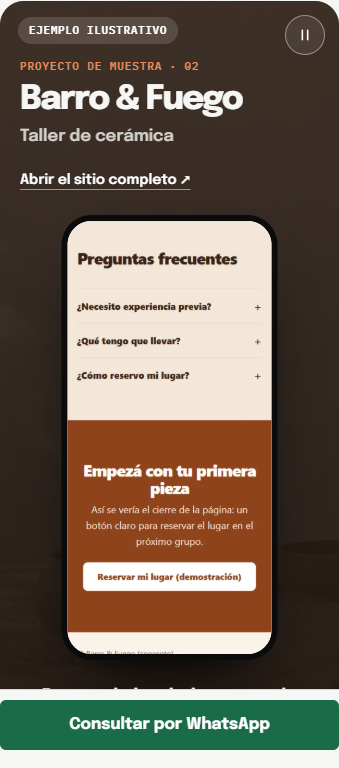 EJEMPLO ILUSTRATIVO
PROYECTO DE MUESTRA · 02
Barro & Fuego
Taller de cerámica
Abrir el sitio completo ↗
Preguntas frecuentes
¿Necesito experiencia previa? +
¿Qué tengo que llevar? +
¿Cómo reservo mi lugar? +
Empezá con tu primera
pieza
Así se vería el cierre de la página: un
botón claro para reservar el lugar en el
próximo grupo.
Reservar mi lugar (demostración)
Barro & Fuego (concepto)
Consultar por WhatsApp